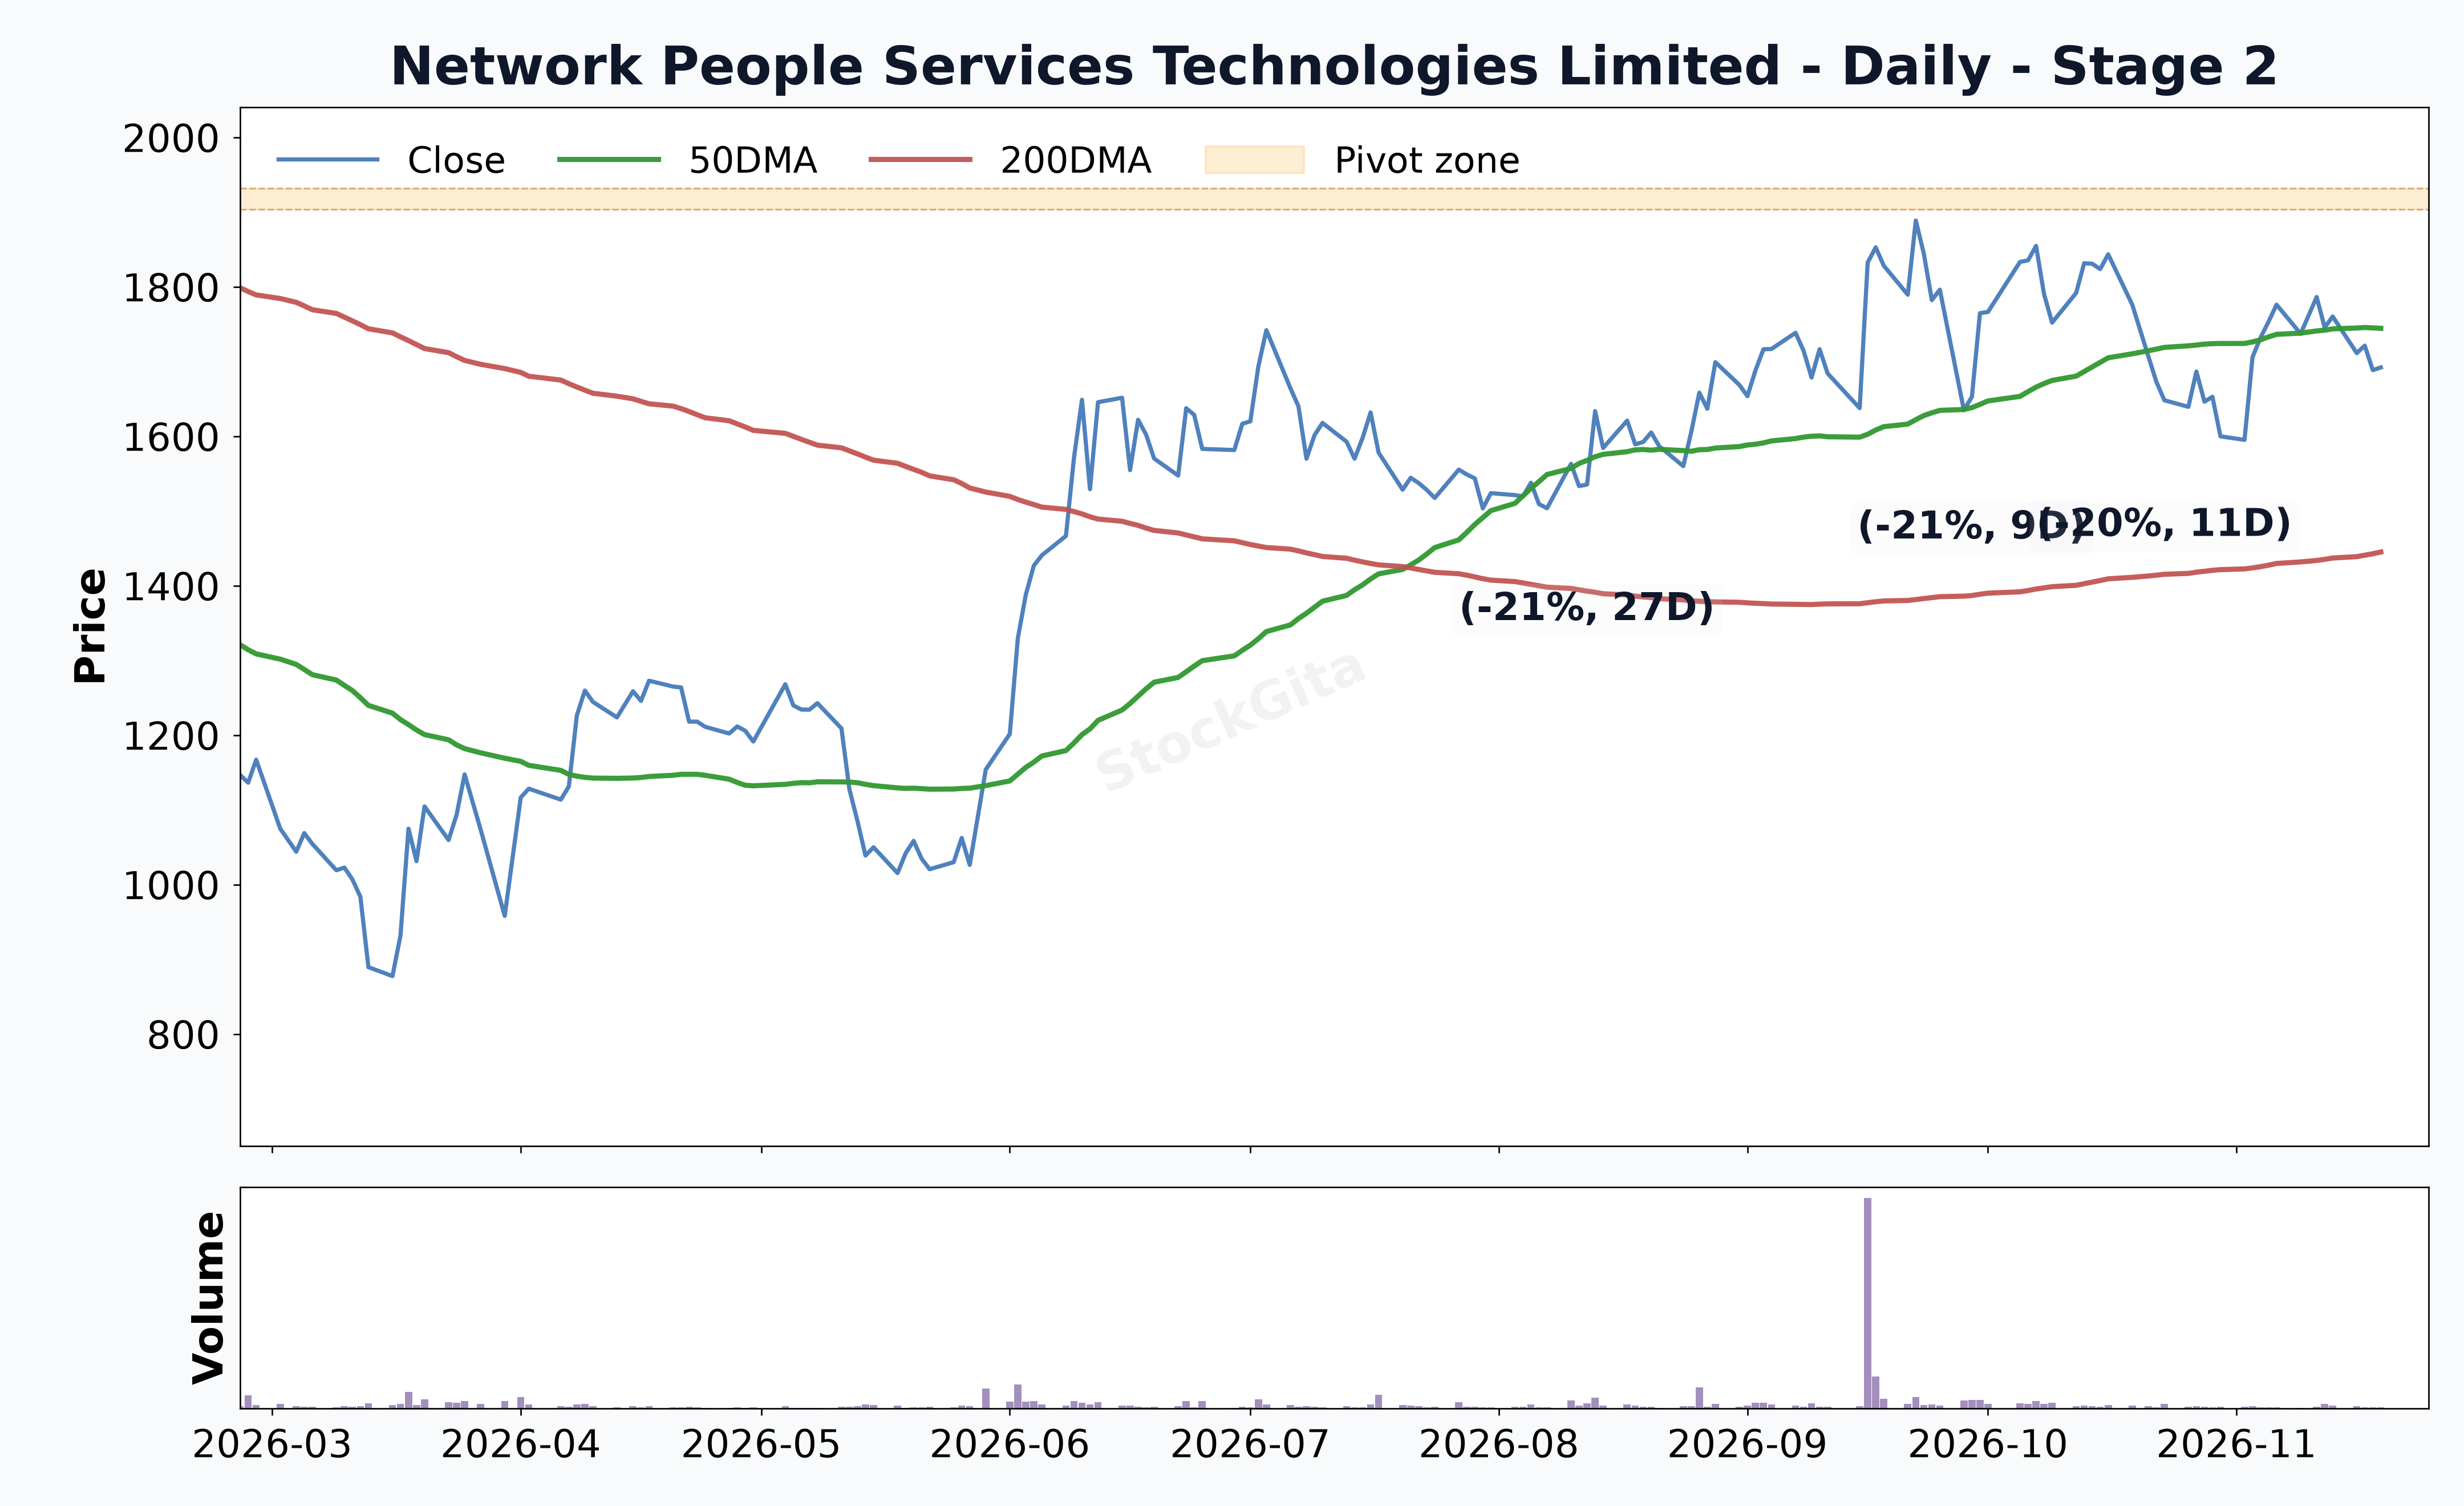 Network People Services Technologies Limited - Daily - Stage 2
Close 50DMA 200DMA Pivot zone
2000
1800
1600
1400
1200
1000
800
Price
(-21%, 9D)
(-20%, 11D)
(-21%, 27D)
StockGita
Volume
2026-03 2026-04 2026-05 2026-06 2026-07 2026-08 2026-09 2026-10 2026-11